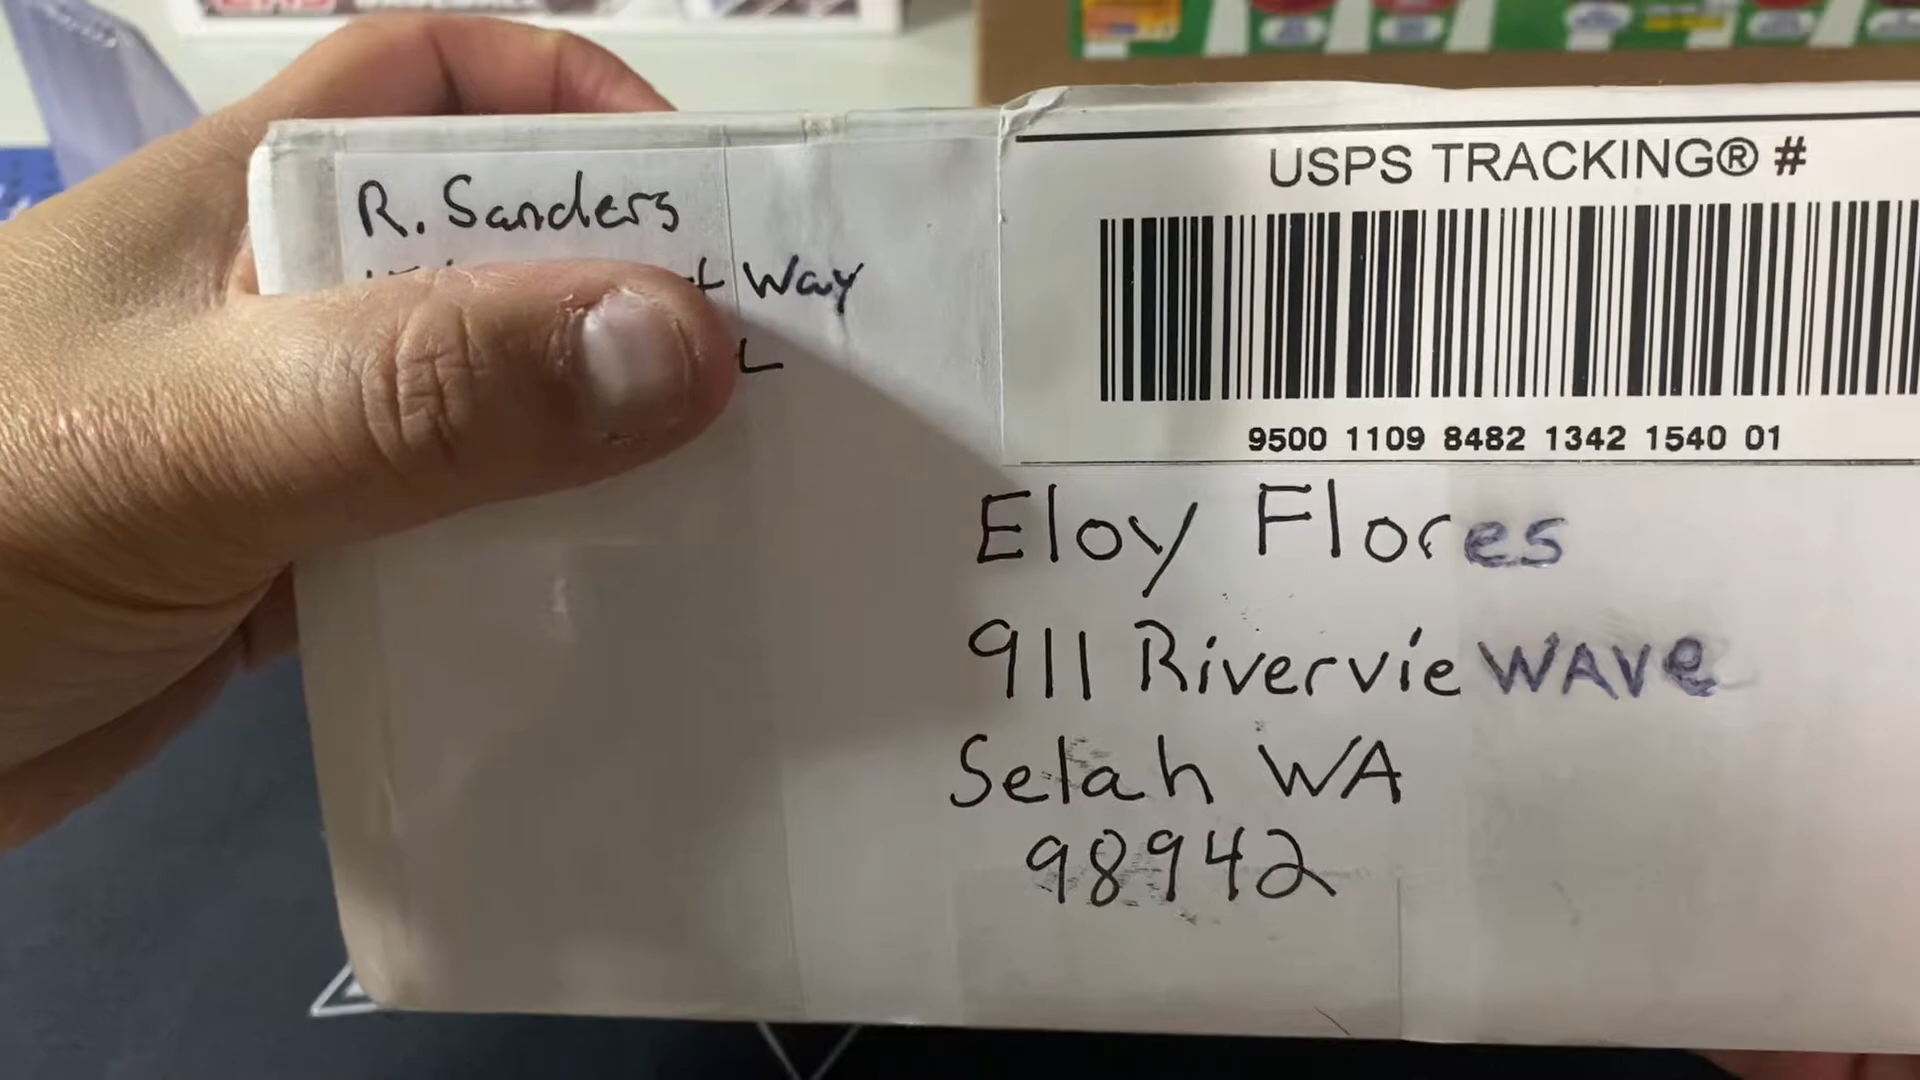 R. Sanders
Way
L
USPS TRACKING® #
9500 1109 8482 1342 1540 01
Eloy Flores
911 RiverviewAve
Selah WA
98942